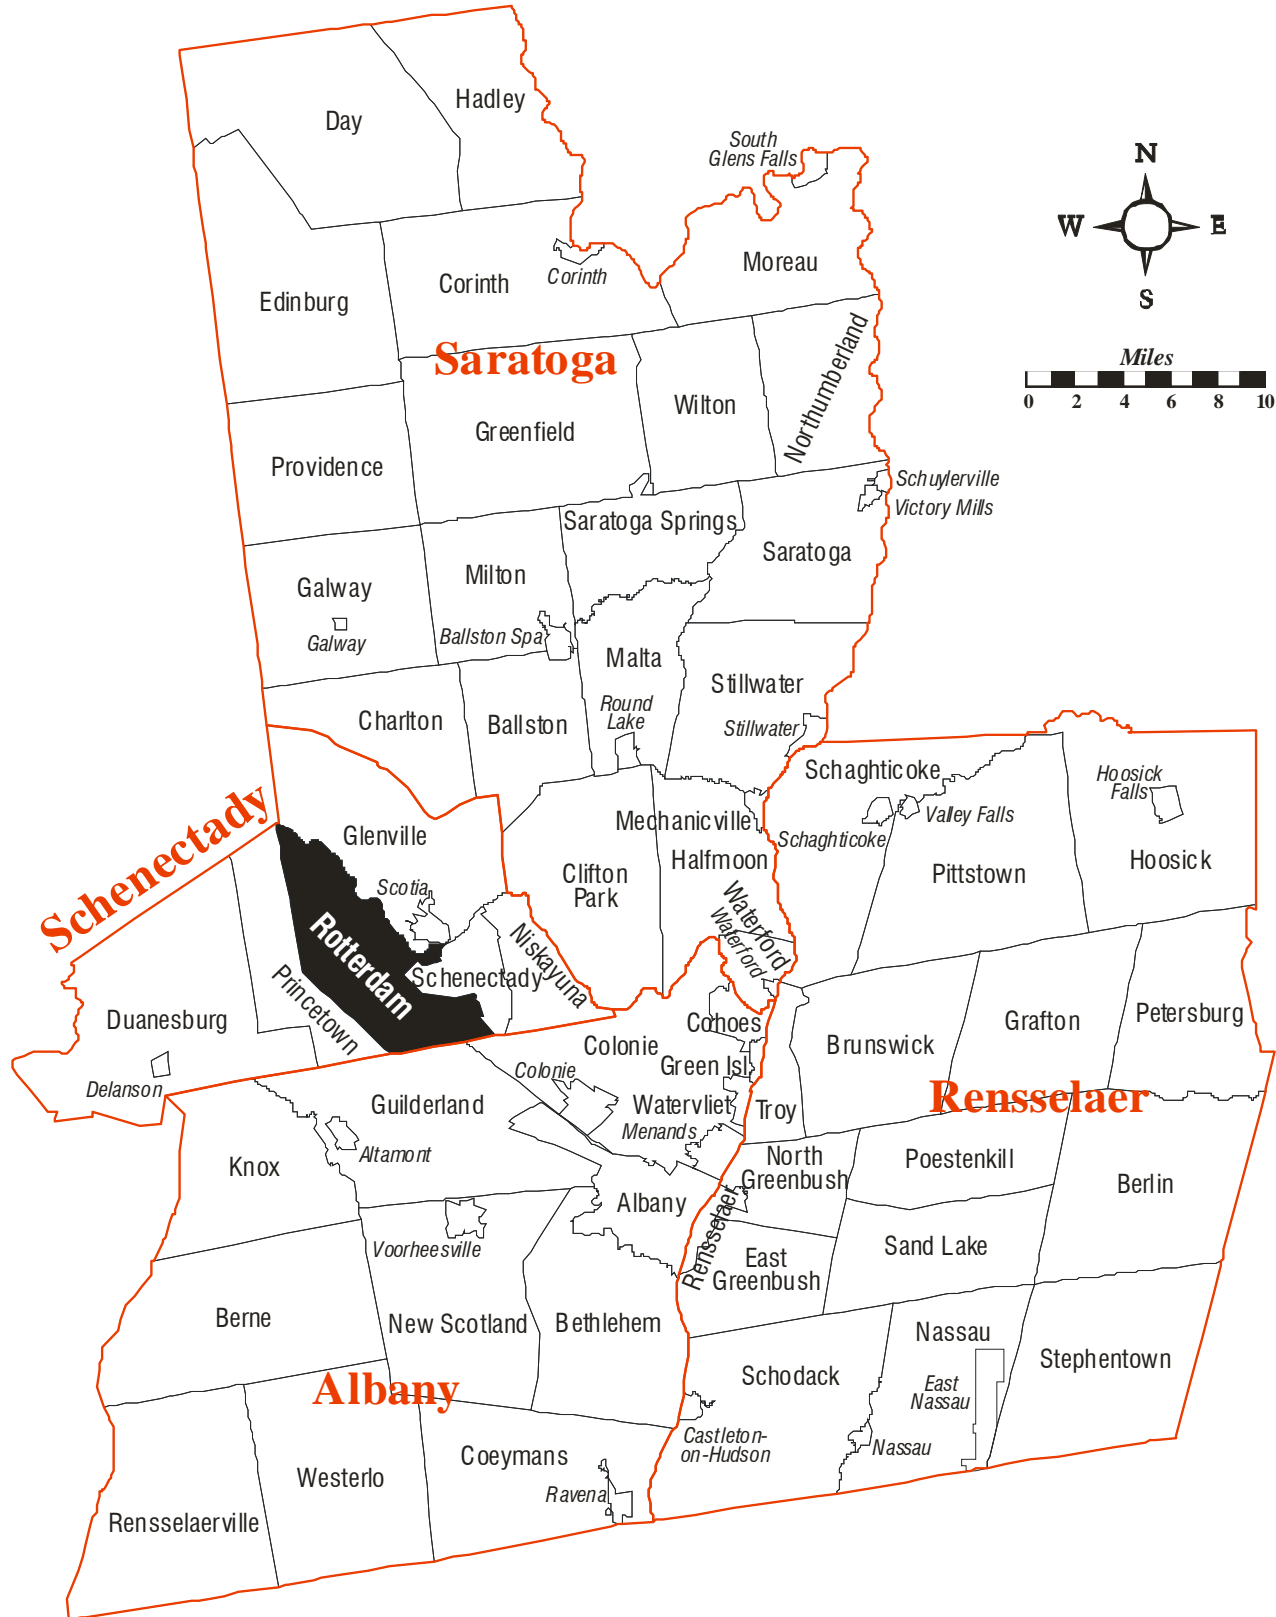 Hadley
Day
South
Glens Falls
N
W
E
S
Moreau
Corinth
Corinth
Edinburg
Saratoga
Miles
0 2 4 6 8 10
Northumberland
Wilton
Greenfield
Providence
Schuylerville
Victory Mills
Saratoga Springs
Saratoga
Milton
Galway
Galway
Ballston Spa
Malta
Stillwater
Round
Lake
Stillwater
Charlton
Ballston
Schaghticoke
Hoosick
Falls
Valley Falls
Schaghticoke
Mechanicville
Halfmoon
Schenectady
Glenville
Clifton
Park
Hoosick
Pittstown
Scotia
Waterford
Waterford
Rotterdam
Niskayuna
Schenectady
Princetown
Duanesburg
Delanson
Cohoes
Colonie
Green Isl.
Colonie
Brunswick
Grafton
Petersburg
Rensselaer
Guilderland
Watervliet
Menands
Troy
Altamont
Knox
North
Greenbush
Poestenkill
Berlin
Albany
Rensselaer
Voorheesville
East
Greenbush
Sand Lake
Berne
New Scotland
Bethlehem
Nassau
Stephentown
Schodack
Albany
East
Nassau
Castleton-
on-Hudson
Nassau
Coeymans
Westerlo
Ravena
Rensselaerville